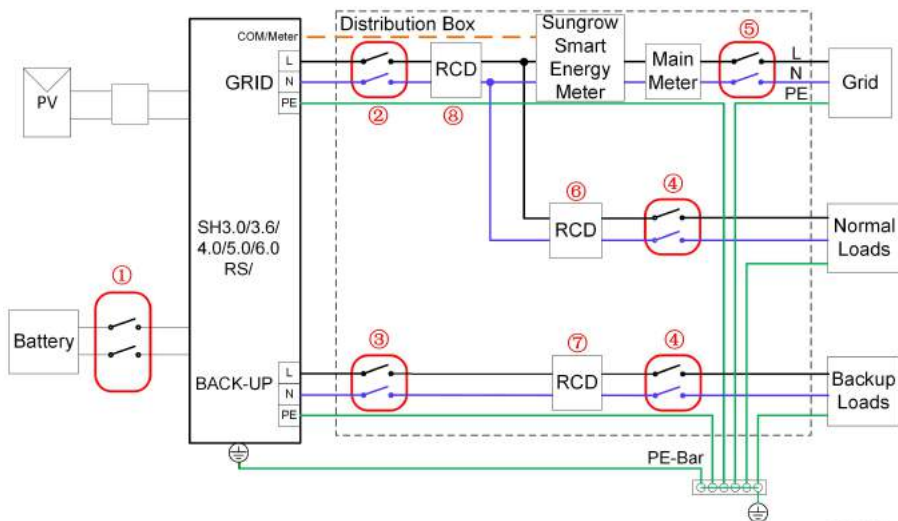 Distribution Box
COM/Meter
L
N
PE
GRID
②
RCD
⑧
Sungrow
Smart
Energy
Meter
Main
Meter
⑤
L
N
PE
Grid
PV
⑥
RCD
④
Normal
Loads
SH3.0/3.6/
4.0/5.0/6.0
RS/
①
Battery
③
⑦
RCD
④
Backup
Loads
BACK-UP
L
N
PE
PE-Bar